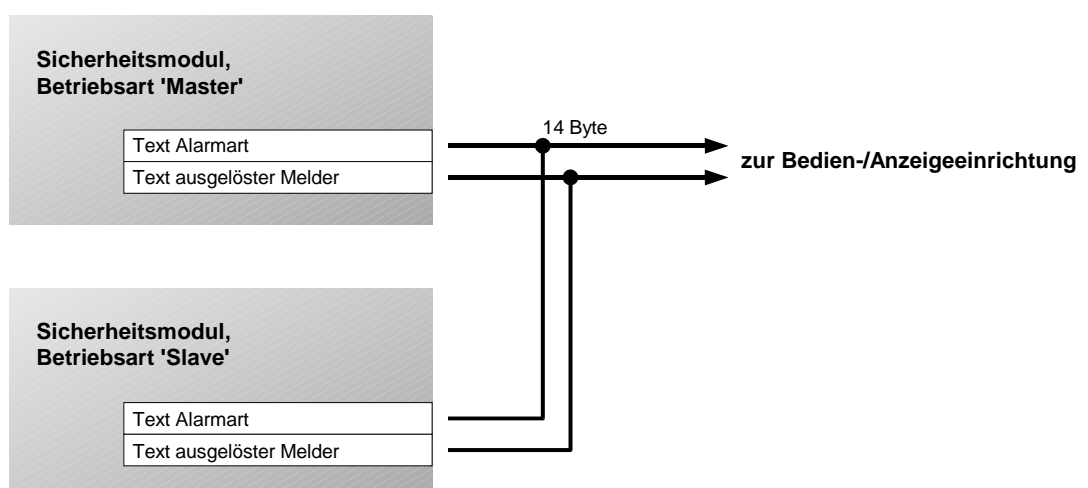 Sicherheitsmodul,
Betriebsart 'Master'
Text Alarmart
Text ausgelöster Melder
14 Byte
zur Bedien-/Anzeigeeinrichtung
Sicherheitsmodul,
Betriebsart 'Slave'
Text Alarmart
Text ausgelöster Melder